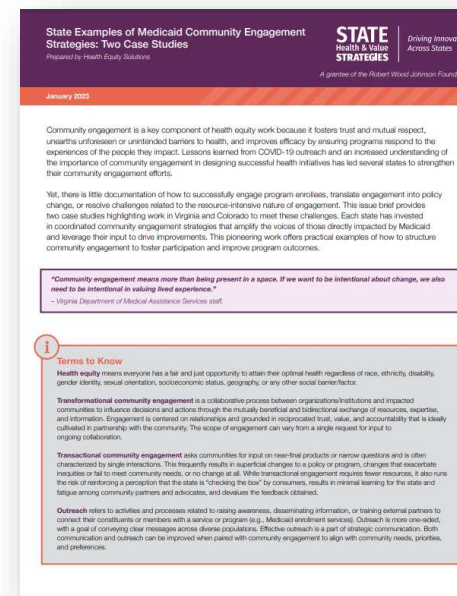 State Examples of Medicaid Community Engagement
Strategies: Two Case Studies
Prepared by Health Equity Solutions
STATE
Health & Value
STRATEGIES
Driving Innova
Across States
A grantee of the Robert Wood Johnson Found
January 2023
Community engagement is a key component of health equity work because it fosters trust and mutual respect,
unearths unforeseen or unintended barriers to health, and improves efficacy by ensuring programs respond to the
experiences of the people they impact. Lessons learned from COVID-19 outreach and an increased understanding of
the importance of community engagement in designing successful health initiatives has led several states to strengthen
their community engagement efforts.
Yet, there is little documentation of how to successfully engage program enrollees, translate engagement into policy
change, or resolve challenges related to the resource-intensive nature of engagement. This issue brief provides
two case studies highlighting work in Virginia and Colorado to meet these challenges. Each state has invested
in coordinated community engagement strategies that amplify the voices of those directly impacted by Medicaid
and leverage their input to drive improvements. This pioneering work offers practical examples of how to structure
community engagement to foster participation and improve program outcomes.
"Community engagement means more than being present in a space. If we want to be intentional about change, we also
need to be intentional in valuing lived experience."
– Virginia Department of Medical Assistance Services staff.
i
Terms to Know
Health equity means everyone has a fair and just opportunity to attain their optimal health regardless of race, ethnicity, disability,
gender identity, sexual orientation, socioeconomic status, geography, or any other social barrier/factor.
Transformational community engagement is a collaborative process between organizations/institutions and impacted
communities to influence decisions and actions through the mutually beneficial and bidirectional exchange of resources, expertise,
and information. Engagement is centered on relationships and grounded in reciprocated trust, value, and accountability that is ideally
cultivated in partnership with the community. The scope of engagement can vary from a single request for input to
ongoing collaboration.
Transactional community engagement asks communities for input on near-final products or narrow questions and is often
characterized by single interactions. This frequently results in superficial changes to a policy or program, changes that exacerbate
inequities or fail to meet community needs, or no change at all. While transactional engagement requires fewer resources, it also runs
the risk of reinforcing a perception that the state is "checking the box" by consumers, results in minimal learning for the state and
fatigue among community partners and advocates, and devalues the feedback obtained.
Outreach refers to activities and processes related to raising awareness, disseminating information, or training external partners to
connect their constituents or members with a service or program (e.g., Medicaid enrollment services). Outreach is more one-sided,
with a goal of conveying clear messages across diverse populations. Effective outreach is a part of strategic communication. Both
communication and outreach can be improved when paired with community engagement to align with community needs, priorities,
and preferences.